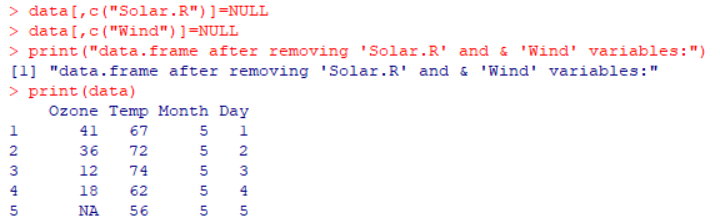 > data[,c("Solar.R")]=NULL
> data[,c("Wind")]=NULL
> print("data.frame after removing 'Solar.R' and & 'Wind' variables:")
[1] "data.frame after removing 'Solar.R' and & 'Wind' variables:"
> print(data)
    Ozone Temp Month Day
1      41   67     5   1
2      36   72     5   2
3      12   74     5   3
4      18   62     5   4
5      NA   56     5   5